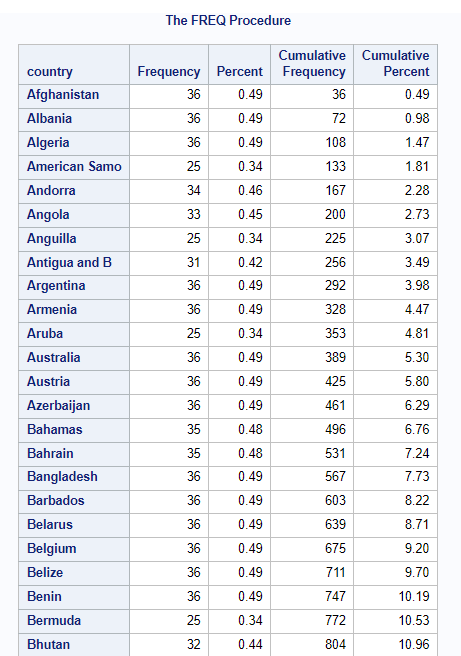 The FREQ Procedure
Cumulative Cumulative
country Frequency Percent Frequency Percent
Afghanistan 36 0.49 36 0.49
Albania 36 0.49 72 0.98
Algeria 36 0.49 108 1.47
American Samo 25 0.34 133 1.81
Andorra 34 0.46 167 2.28
Angola 33 0.45 200 2.73
Anguilla 25 0.34 225 3.07
Antigua and B 31 0.42 256 3.49
Argentina 36 0.49 292 3.98
Armenia 36 0.49 328 4.47
Aruba 25 0.34 353 4.81
Australia 36 0.49 389 5.30
Austria 36 0.49 425 5.80
Azerbaijan 36 0.49 461 6.29
Bahamas 35 0.48 496 6.76
Bahrain 35 0.48 531 7.24
Bangladesh 36 0.49 567 7.73
Barbados 36 0.49 603 8.22
Belarus 36 0.49 639 8.71
Belgium 36 0.49 675 9.20
Belize 36 0.49 711 9.70
Benin 36 0.49 747 10.19
Bermuda 25 0.34 772 10.53
Bhutan 32 0.44 804 10.96